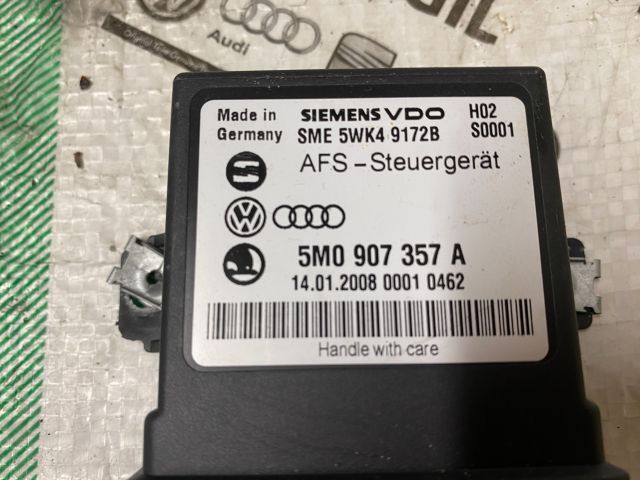 Audi
Made in Germany
SIEMENS VDO
SME 5WK4 9172B
H02
S0001
AFS-Steuergerät
5M0 907 357 A
14.01.2008 0001 0462
Handle with care